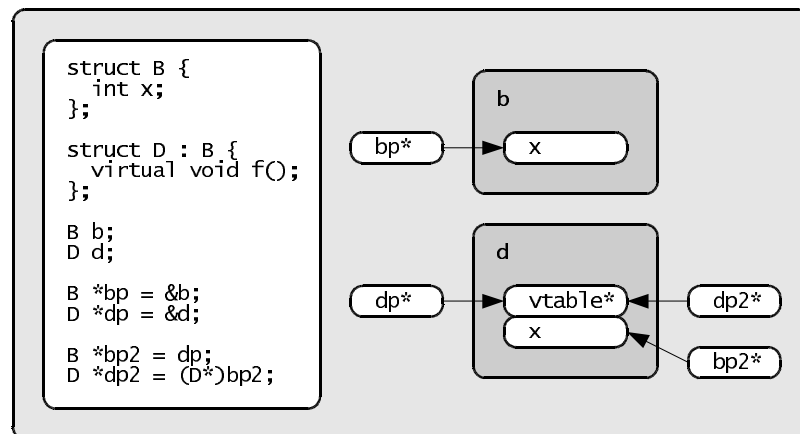 struct B {
int x;
};
struct D : B {
virtual void f();
};
B b;
D d;
B *bp = &b;
D *dp = &d;
B *bp2 = dp;
D *dp2 = (D*)bp2;
b
bp*
x
d
dp*
vtable*
dp2*
x
bp2*